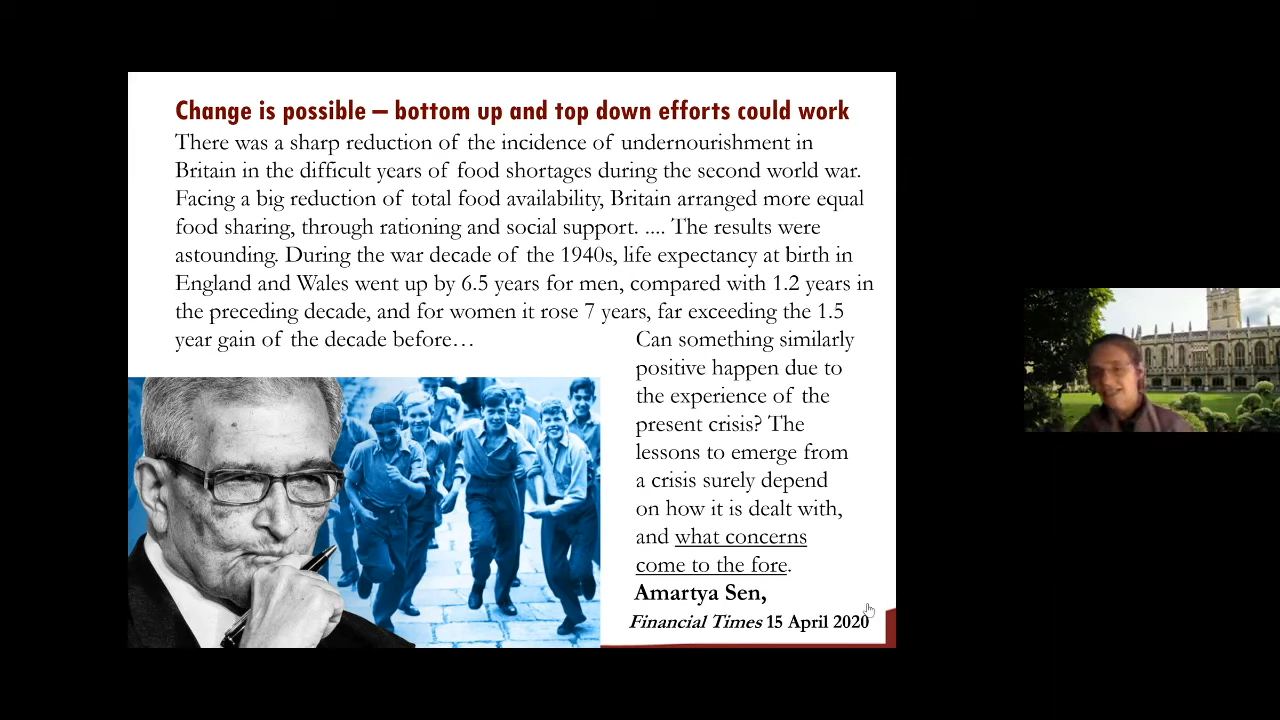 Change is possible – bottom up and top down efforts could work
There was a sharp reduction of the incidence of undernourishment in
Britain in the difficult years of food shortages during the second world war.
Facing a big reduction of total food availability, Britain arranged more equal
food sharing, through rationing and social support. .... The results were
astounding. During the war decade of the 1940s, life expectancy at birth in
England and Wales went up by 6.5 years for men, compared with 1.2 years in
the preceding decade, and for women it rose 7 years, far exceeding the 1.5
year gain of the decade before…
Can something similarly
positive happen due to
the experience of the
present crisis? The
lessons to emerge from
a crisis surely depend
on how it is dealt with,
and what concerns
come to the fore.
Amartya Sen,
Financial Times 15 April 2020